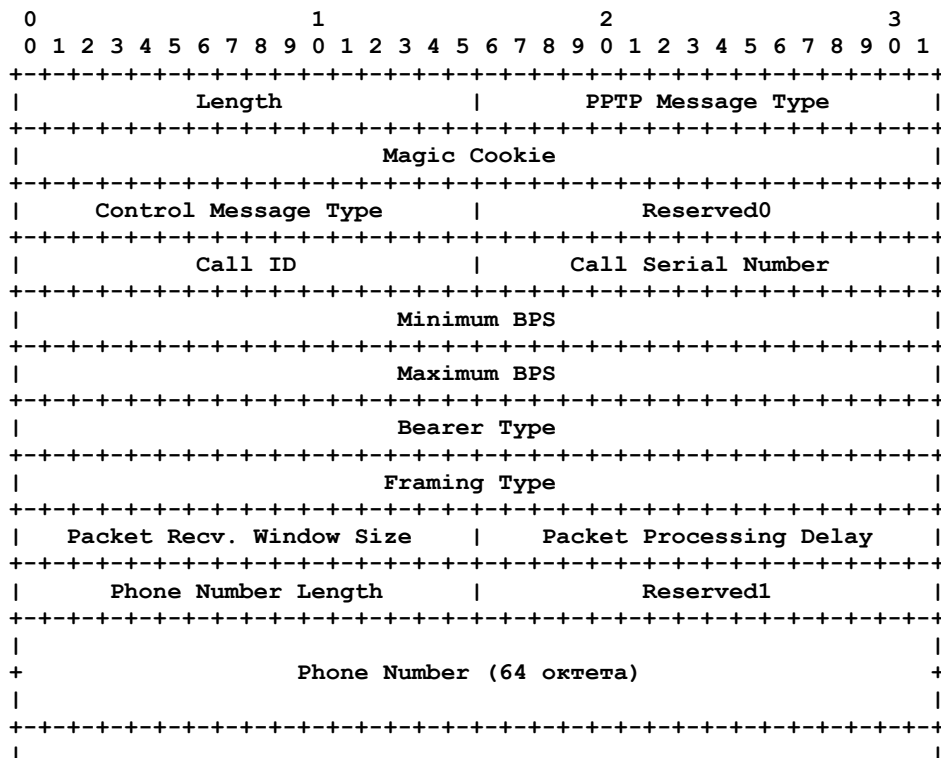 0                   1                   2                   3
 0 1 2 3 4 5 6 7 8 9 0 1 2 3 4 5 6 7 8 9 0 1 2 3 4 5 6 7 8 9 0 1
+-+-+-+-+-+-+-+-+-+-+-+-+-+-+-+-+-+-+-+-+-+-+-+-+-+-+-+-+-+-+-+-+
|            Length             |       PPTP Message Type       |
+-+-+-+-+-+-+-+-+-+-+-+-+-+-+-+-+-+-+-+-+-+-+-+-+-+-+-+-+-+-+-+-+
|                         Magic Cookie                          |
+-+-+-+-+-+-+-+-+-+-+-+-+-+-+-+-+-+-+-+-+-+-+-+-+-+-+-+-+-+-+-+-+
|     Control Message Type      |           Reserved0           |
+-+-+-+-+-+-+-+-+-+-+-+-+-+-+-+-+-+-+-+-+-+-+-+-+-+-+-+-+-+-+-+-+
|            Call ID            |      Call Serial Number       |
+-+-+-+-+-+-+-+-+-+-+-+-+-+-+-+-+-+-+-+-+-+-+-+-+-+-+-+-+-+-+-+-+
|                          Minimum BPS                          |
+-+-+-+-+-+-+-+-+-+-+-+-+-+-+-+-+-+-+-+-+-+-+-+-+-+-+-+-+-+-+-+-+
|                          Maximum BPS                          |
+-+-+-+-+-+-+-+-+-+-+-+-+-+-+-+-+-+-+-+-+-+-+-+-+-+-+-+-+-+-+-+-+
|                          Bearer Type                          |
+-+-+-+-+-+-+-+-+-+-+-+-+-+-+-+-+-+-+-+-+-+-+-+-+-+-+-+-+-+-+-+-+
|                         Framing Type                          |
+-+-+-+-+-+-+-+-+-+-+-+-+-+-+-+-+-+-+-+-+-+-+-+-+-+-+-+-+-+-+-+-+
|   Packet Recv. Window Size    |    Packet Processing Delay    |
+-+-+-+-+-+-+-+-+-+-+-+-+-+-+-+-+-+-+-+-+-+-+-+-+-+-+-+-+-+-+-+-+
|      Phone Number Length      |           Reserved1           |
+-+-+-+-+-+-+-+-+-+-+-+-+-+-+-+-+-+-+-+-+-+-+-+-+-+-+-+-+-+-+-+-+
|                                                               |
+                   Phone Number (64 октета)                    +
|                                                               |
+-+-+-+-+-+-+-+-+-+-+-+-+-+-+-+-+-+-+-+-+-+-+-+-+-+-+-+-+-+-+-+-+
|                                                               |